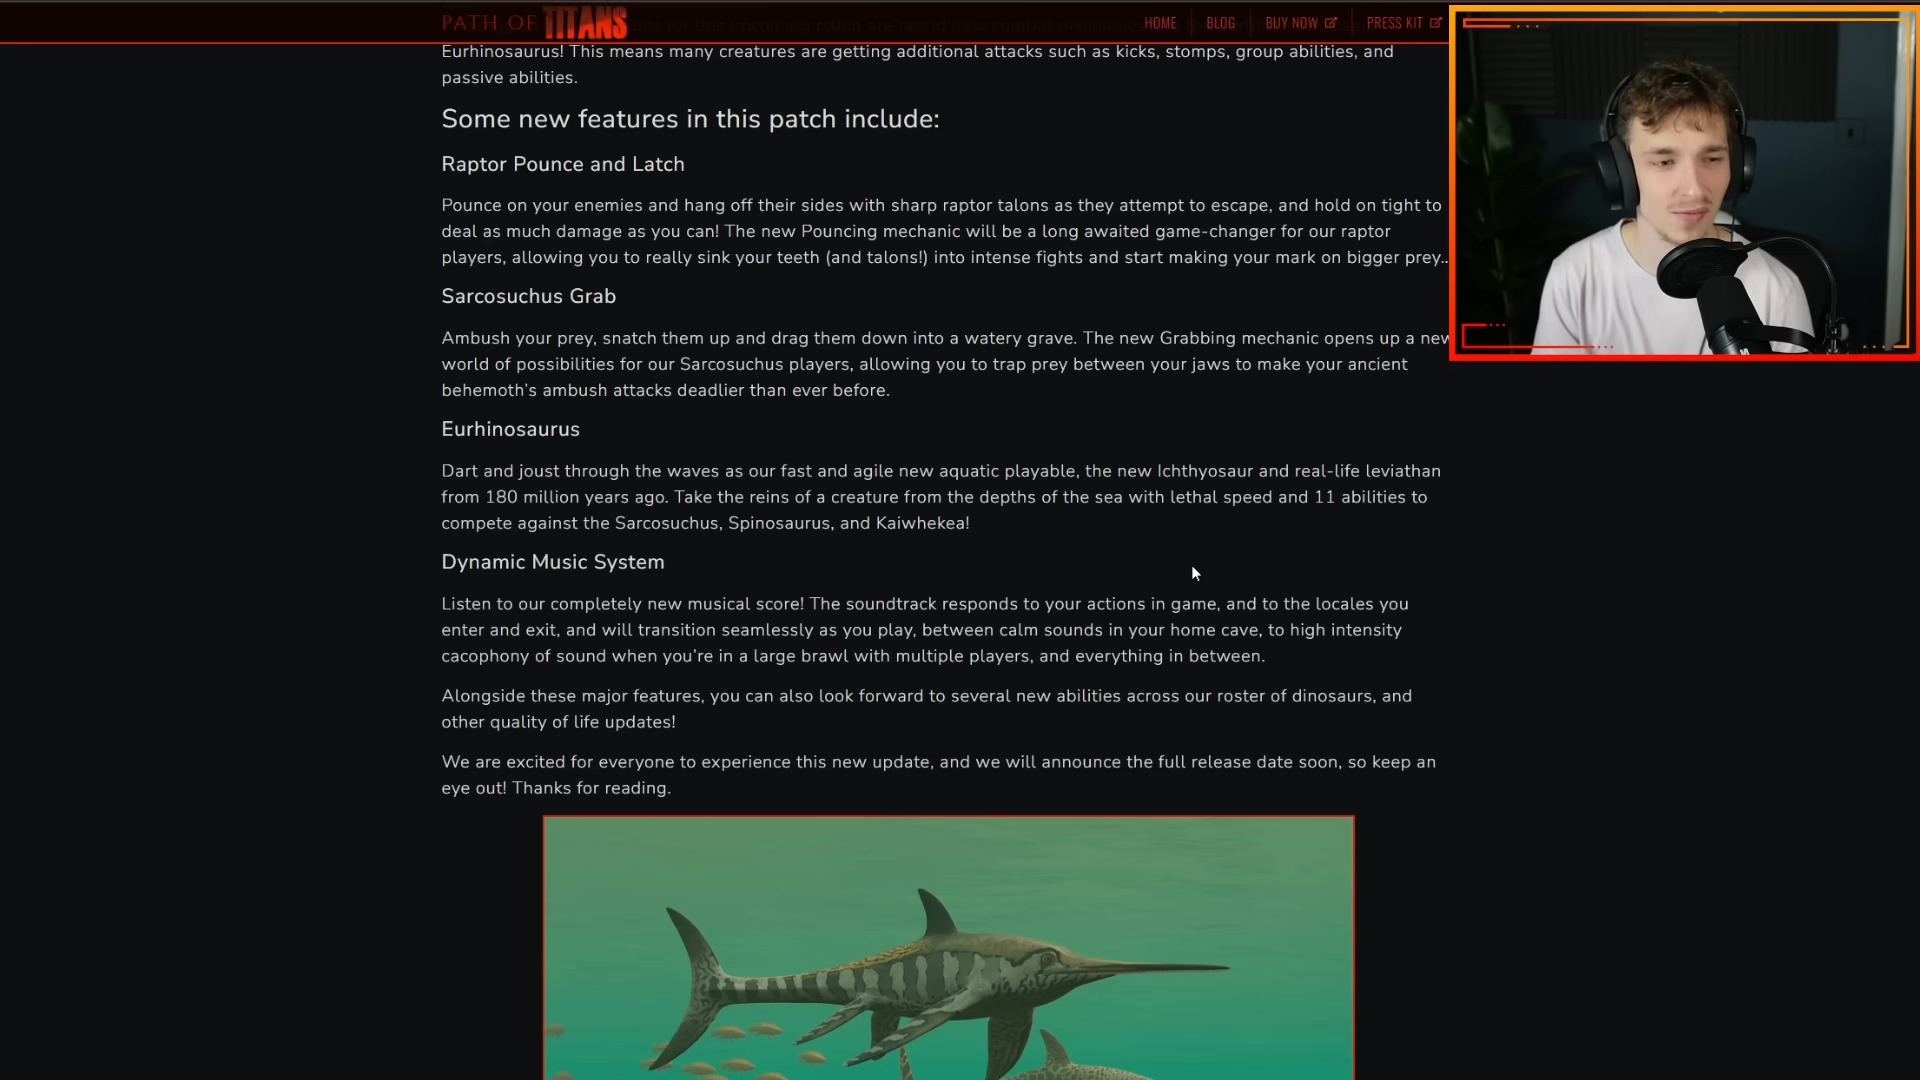 PATH OF TITANS
HOME
BLOG
BUY NOW
PRESS KIT
Eurhinosaurus! This means many creatures are getting additional attacks such as kicks, stomps, group abilities, and
passive abilities.
Some new features in this patch include:
Raptor Pounce and Latch
Pounce on your enemies and hang off their sides with sharp raptor talons as they attempt to escape, and hold on tight to
deal as much damage as you can! The new Pouncing mechanic will be a long awaited game-changer for our raptor
players, allowing you to really sink your teeth (and talons!) into intense fights and start making your mark on bigger prey..
Sarcosuchus Grab
Ambush your prey, snatch them up and drag them down into a watery grave. The new Grabbing mechanic opens up a new
world of possibilities for our Sarcosuchus players, allowing you to trap prey between your jaws to make your ancient
behemoth’s ambush attacks deadlier than ever before.
Eurhinosaurus
Dart and joust through the waves as our fast and agile new aquatic playable, the new Ichthyosaur and real-life leviathan
from 180 million years ago. Take the reins of a creature from the depths of the sea with lethal speed and 11 abilities to
compete against the Sarcosuchus, Spinosaurus, and Kaiwhekea!
Dynamic Music System
Listen to our completely new musical score! The soundtrack responds to your actions in game, and to the locales you
enter and exit, and will transition seamlessly as you play, between calm sounds in your home cave, to high intensity
cacophony of sound when you’re in a large brawl with multiple players, and everything in between.
Alongside these major features, you can also look forward to several new abilities across our roster of dinosaurs, and
other quality of life updates!
We are excited for everyone to experience this new update, and we will announce the full release date soon, so keep an
eye out! Thanks for reading.